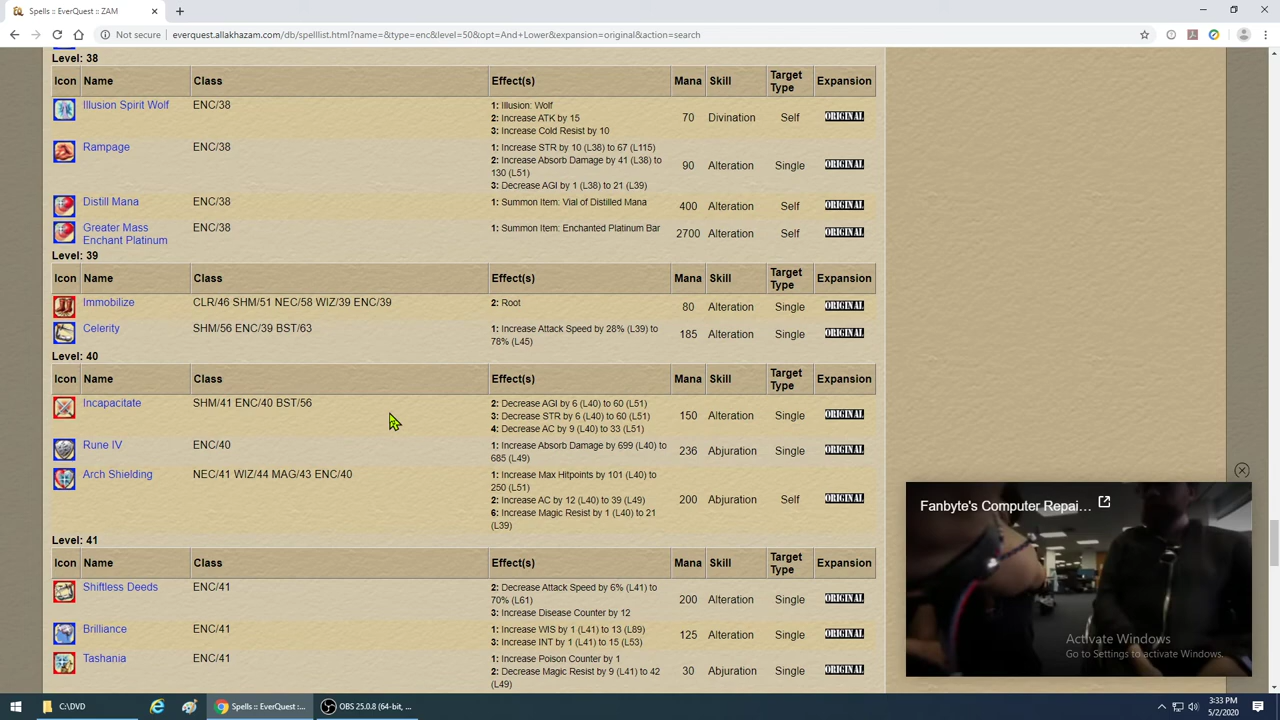 Spells :: EverQuest :: ZAM
Not secure everquest.allakhazam.com/db/spelllist.html?name=&type=enc&level=50&opt=And+Lower&expansion=original&action=search
Level: 38
Icon Name Class Effect(s) Mana Skill Target Type Expansion
Illusion Spirit Wolf ENC/38 1: Illusion: Wolf
2: Increase ATK by 15
3: Increase Cold Resist by 10
70 Divination Self ORIGINAL
Rampage ENC/38 1: Increase STR by 10 (L38) to 67 (L115)
2: Increase Absorb Damage by 41 (L38) to
130 (L51)
3: Decrease AGI by 1 (L38) to 21 (L39)
90 Alteration Single ORIGINAL
Distill Mana ENC/38 1: Summon Item: Vial of Distilled Mana 400 Alteration Self ORIGINAL
Greater Mass
Enchant Platinum ENC/38 1: Summon Item: Enchanted Platinum Bar 2700 Alteration Self ORIGINAL
Level: 39
Icon Name Class Effect(s) Mana Skill Target Type Expansion
Immobilize CLR/46 SHM/51 NEC/58 WIZ/39 ENC/39 2: Root 80 Alteration Single ORIGINAL
Celerity SHM/56 ENC/39 BST/63 1: Increase Attack Speed by 28% (L39) to
78% (L45)
185 Alteration Single ORIGINAL
Level: 40
Icon Name Class Effect(s) Mana Skill Target Type Expansion
Incapacitate SHM/41 ENC/40 BST/56 2: Decrease AGI by 6 (L40) to 60 (L51)
3: Decrease STR by 6 (L40) to 60 (L51)
4: Decrease AC by 9 (L40) to 33 (L51)
150 Alteration Single ORIGINAL
Rune IV ENC/40 1: Increase Absorb Damage by 699 (L40) to
685 (L49)
236 Abjuration Single ORIGINAL
Arch Shielding NEC/41 WIZ/44 MAG/43 ENC/40 1: Increase Max Hitpoints by 101 (L40) to
250 (L51)
2: Increase AC by 12 (L40) to 39 (L49)
6: Increase Magic Resist by 1 (L40) to 21
(L39)
200 Abjuration Self ORIGINAL
Level: 41
Icon Name Class Effect(s) Mana Skill Target Type Expansion
Shiftless Deeds ENC/41 2: Decrease Attack Speed by 6% (L41) to
70% (L61)
3: Increase Disease Counter by 12
200 Alteration Single ORIGINAL
Brilliance ENC/41 1: Increase WIS by 1 (L41) to 13 (L89)
3: Increase INT by 1 (L41) to 15 (L53)
125 Alteration Single ORIGINAL
Tashania ENC/41 1: Increase Poison Counter by 1
2: Decrease Magic Resist by 9 (L41) to 42
(L49)
30 Abjuration Single ORIGINAL
Fanbyte's Computer Repai...
Activate Windows
Go to Settings to activate Windows.
C:\DVD
Spells :: EverQuest ::...
OBS 25.0.8 (64-bit, ...
3:33 PM
5/2/2020